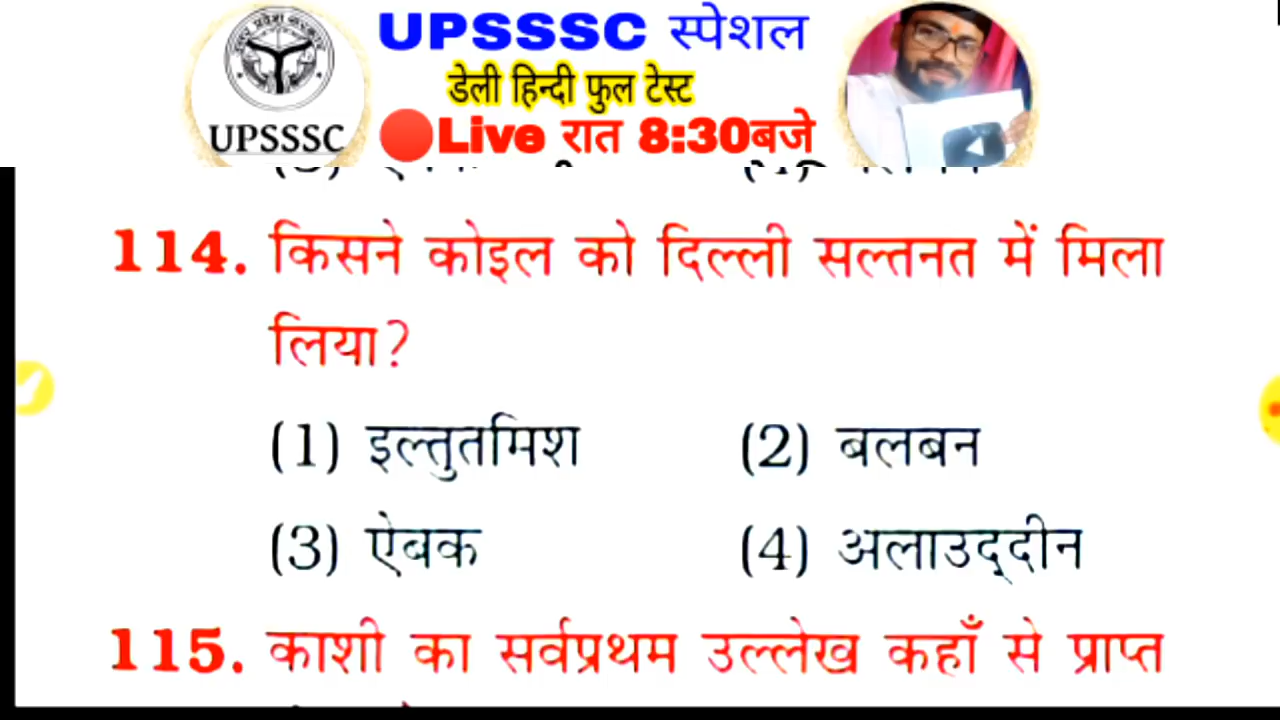 UPSSSC स्पेशल
डेली हिन्दी फुल टेस्ट
UPSSSC
🔴Live रात 8:30बजे
114. किसने कोइल को दिल्ली सल्तनत में मिला
लिया?
(1) इल्तुतमिश (2) बलबन
(3) ऐबक (4) अलाउद्दीन
115. काशी का सर्वप्रथम उल्लेख कहाँ से प्राप्त